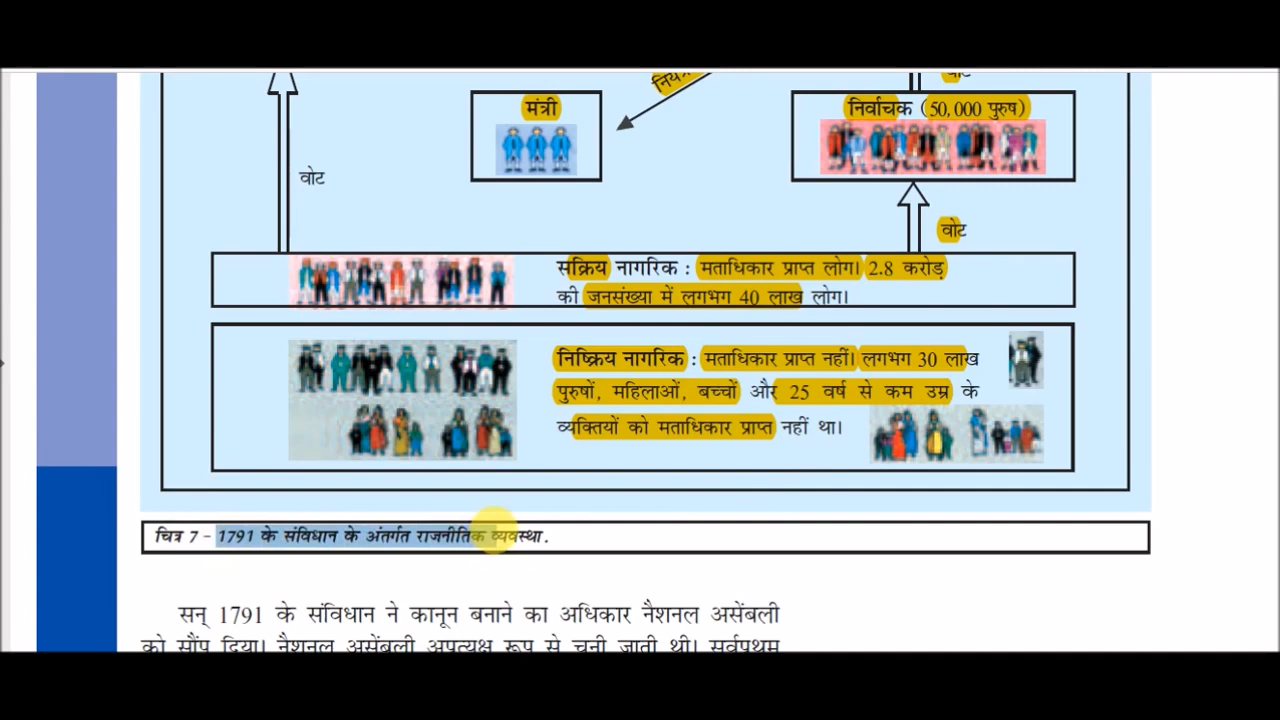 वोट
मंत्री
निर्वाचक (50,000 पुरुष)
वोट
वोट
सक्रिय नागरिक : मताधिकार प्राप्त लोग। 2.8 करोड़
की जनसंख्या में लगभग 40 लाख लोग।
निष्क्रिय नागरिक : मताधिकार प्राप्त नहीं। लगभग 30 लाख
पुरुषों, महिलाओं, बच्चों और 25 वर्ष से कम उम्र के
व्यक्तियों को मताधिकार प्राप्त नहीं था।
चित्र 7 – 1791 के संविधान के अंतर्गत राजनीतिक व्यवस्था.
सन् 1791 के संविधान ने कानून बनाने का अधिकार नैशनल असेंबली
को सौंप दिया। नैशनल असेंबली अप्रत्यक्ष रूप से चुनी जाती थी। सर्वप्रथम